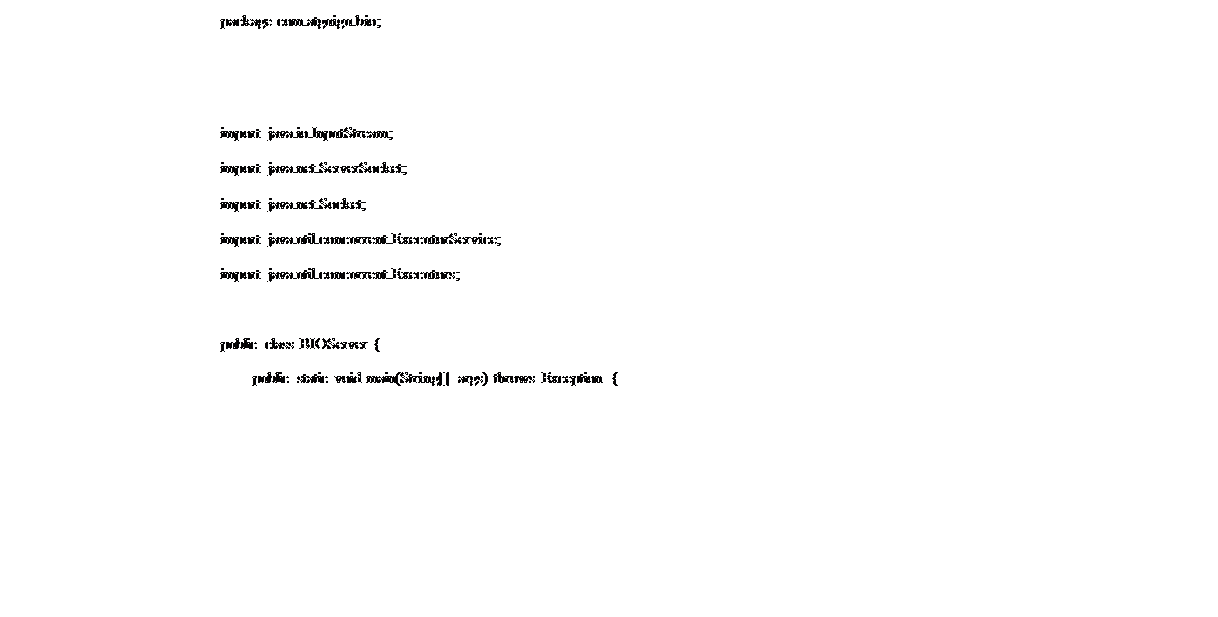 import java.io.InputStream;
import java.net.ServerSocket;
import java.net.Socket;
import java.util.concurrent.ExecutorService;
import java.util.concurrent.Executors;
public class BIOServer {
public static void main(String[] args) throws Exception {